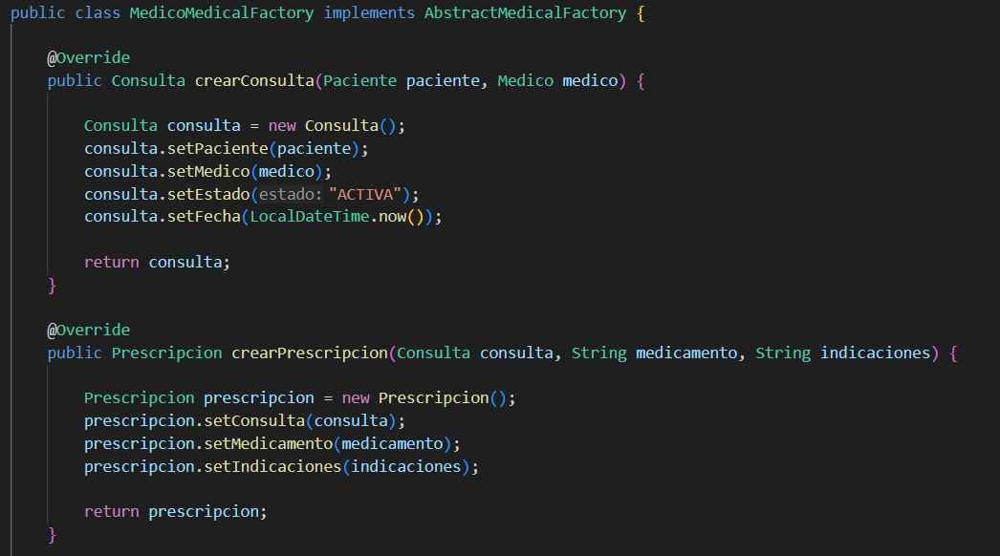 public class MedicoMedicalFactory implements AbstractMedicalFactory {
@Override
public Consulta crearConsulta(Paciente paciente, Medico medico) {
Consulta consulta = new Consulta();
consulta.setPaciente(paciente);
consulta.setMedico(medico);
consulta.setEstado(estado: "ACTIVA");
consulta.setFecha(LocalDateTime.now());
return consulta;
}
@Override
public Prescripcion crearPrescripcion(Consulta consulta, String medicamento, String indicaciones) {
Prescripcion prescripcion = new Prescripcion();
prescripcion.setConsulta(consulta);
prescripcion.setMedicamento(medicamento);
prescripcion.setIndicaciones(indicaciones);
return prescripcion;
}